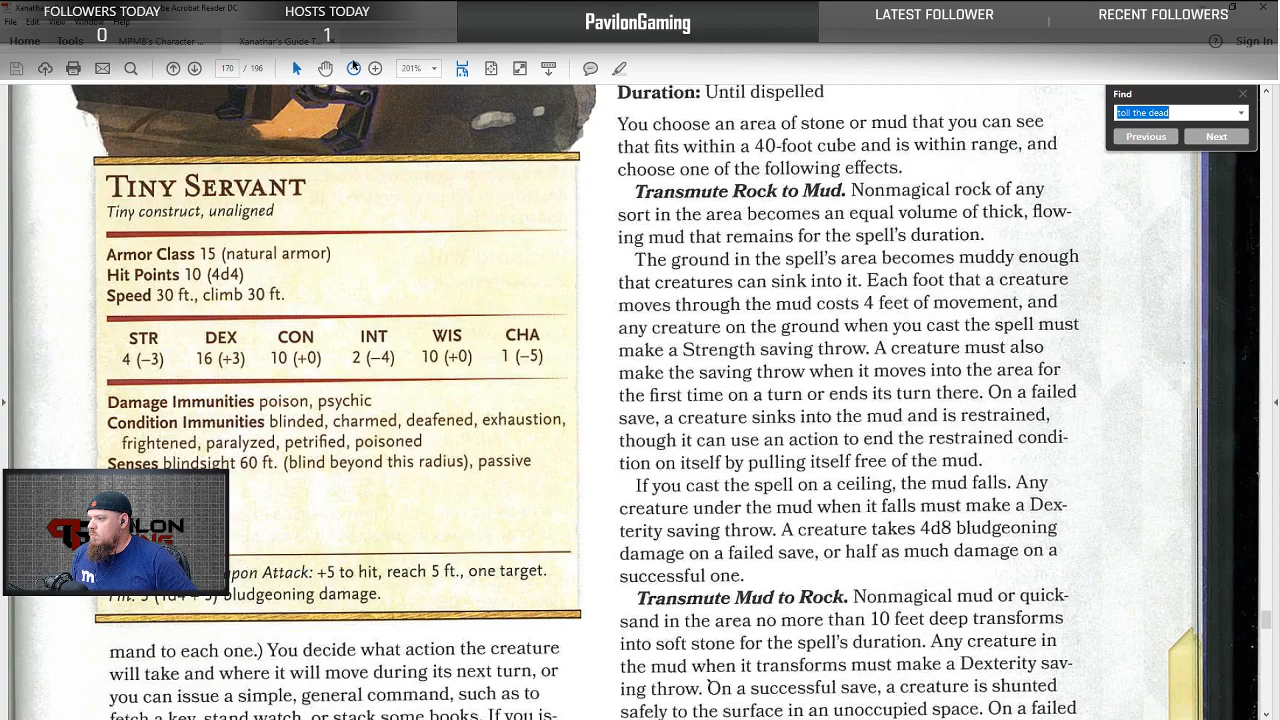 FOLLOWERS TODAY
0
HOSTS TODAY
1
PavilonGaming
LATEST FOLLOWER
RECENT FOLLOWERS
File
Home
Tools
MPMB's Character ...
Xanathar's Guide T...
Sign In
170 / 196
201%
Find
toll the dead
Previous
Next
TINY SERVANT
Tiny construct, unaligned
Armor Class 15 (natural armor)
Hit Points 10 (4d4)
Speed 30 ft., climb 30 ft.
STR DEX CON INT WIS CHA
4 (–3) 16 (+3) 10 (+0) 2 (–4) 10 (+0) 1 (–5)
Damage Immunities poison, psychic
Condition Immunities blinded, charmed, deafened, exhaustion,
frightened, paralyzed, petrified, poisoned
Senses blindsight 60 ft. (blind beyond this radius), passive
Attack: +5 to hit, reach 5 ft., one target.
bludgeoning damage.
mand to each one.) You decide what action the creature
will take and where it will move during its next turn, or
you can issue a simple, general command, such as to
fetch a key, stand watch, or stack some books. If you is-
Duration: Until dispelled
You choose an area of stone or mud that you can see
that fits within a 40-foot cube and is within range, and
choose one of the following effects.
Transmute Rock to Mud. Nonmagical rock of any
sort in the area becomes an equal volume of thick, flow-
ing mud that remains for the spell's duration.
The ground in the spell's area becomes muddy enough
that creatures can sink into it. Each foot that a creature
moves through the mud costs 4 feet of movement, and
any creature on the ground when you cast the spell must
make a Strength saving throw. A creature must also
make the saving throw when it moves into the area for
the first time on a turn or ends its turn there. On a failed
save, a creature sinks into the mud and is restrained,
though it can use an action to end the restrained condi-
tion on itself by pulling itself free of the mud.
If you cast the spell on a ceiling, the mud falls. Any
creature under the mud when it falls must make a Dex-
terity saving throw. A creature takes 4d8 bludgeoning
damage on a failed save, or half as much damage on a
successful one.
Transmute Mud to Rock. Nonmagical mud or quick-
sand in the area no more than 10 feet deep transforms
into soft stone for the spell's duration. Any creature in
the mud when it transforms must make a Dexterity sav-
ing throw. On a successful save, a creature is shunted
safely to the surface in an unoccupied space. On a failed